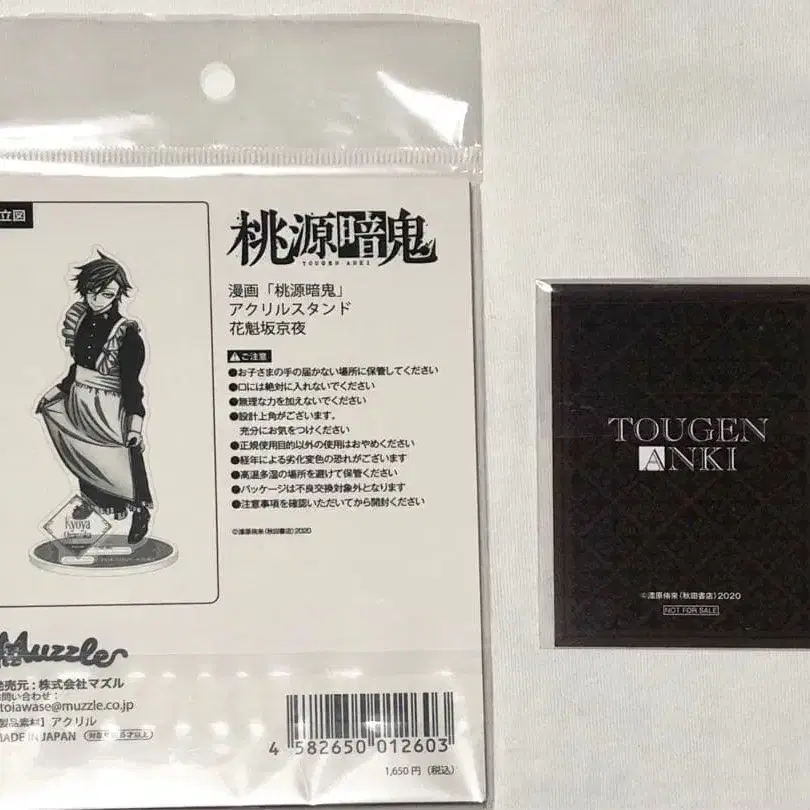 立図
桃源暗鬼
TOUGEN ANKI
漫画「桃源暗鬼」
アクリルスタンド
花魁坂京夜
ご注意
●お子さまの手の届かない場所に保管してください
●口には絶対に入れないでください
●無理な力を加えないでください
●設計上角がございます。
充分にお気をつけください
●正規使用目的以外の使用はおやめください
●経年による劣化変色の恐れがございます
●高温多湿の場所を避けて保管ください
●パッケージは不良交換対象外となります
●注意事項を確認いただいてから開封ください
©漆原侑来(秋田書店)2020
Kyoya
Muzzle
売元:株式会社マズル
問い合わせ:
toiawase@muzzle.co.jp
製品素材】アクリル
MADE IN JAPAN
4 582650 012603
1,650円(税込)
TOUGEN
ANKI
©漆原侑来(秋田書店)2020
NOT FOR SALE